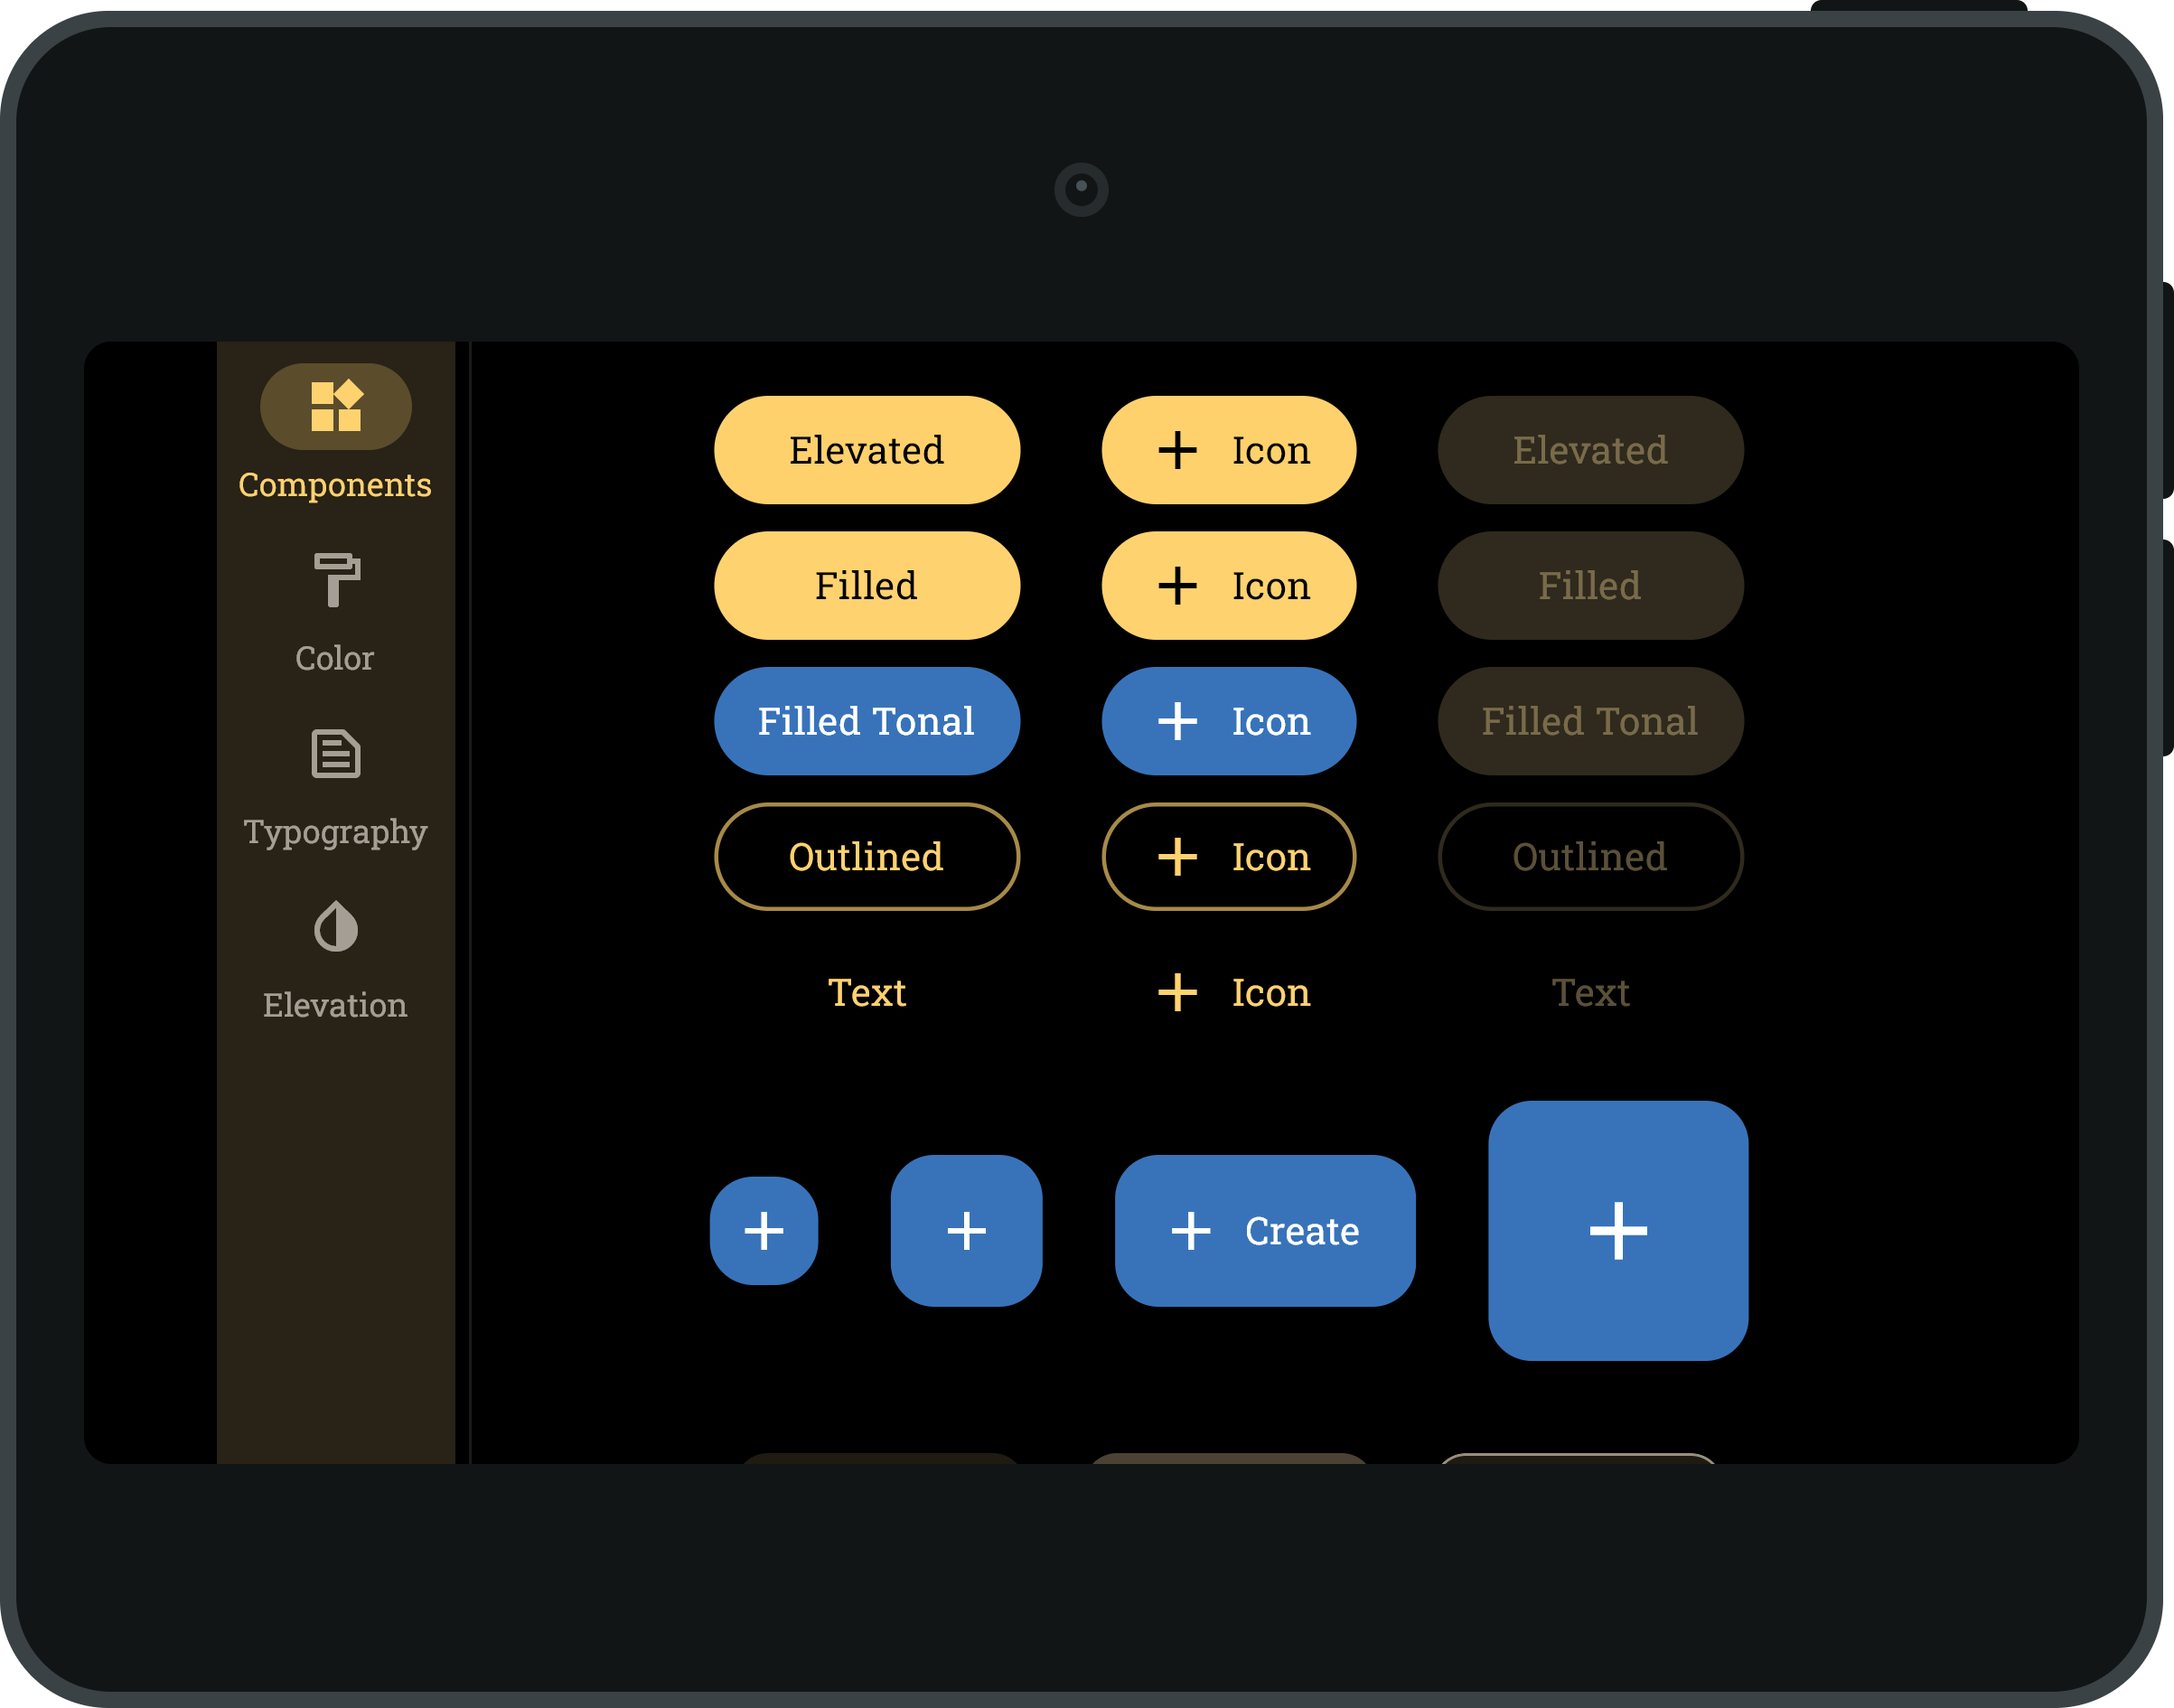 Components
Color
Typography
Elevation
Elevated Icon Elevated
Filled Icon Filled
Filled Tonal Icon Filled Tonal
Outlined Icon Outlined
Text Icon Text
Create